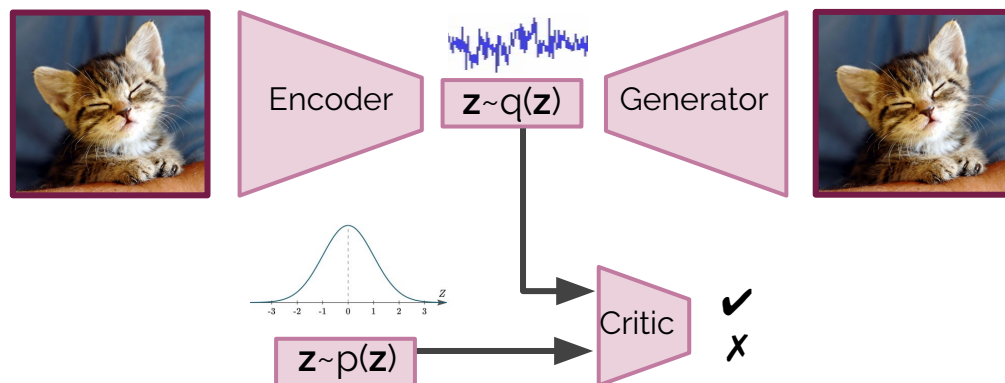 Encoder
z~q(z)
Generator
Z
-3 -2 -1 0 1 2 3
z~p(z)
Critic
✔
✗